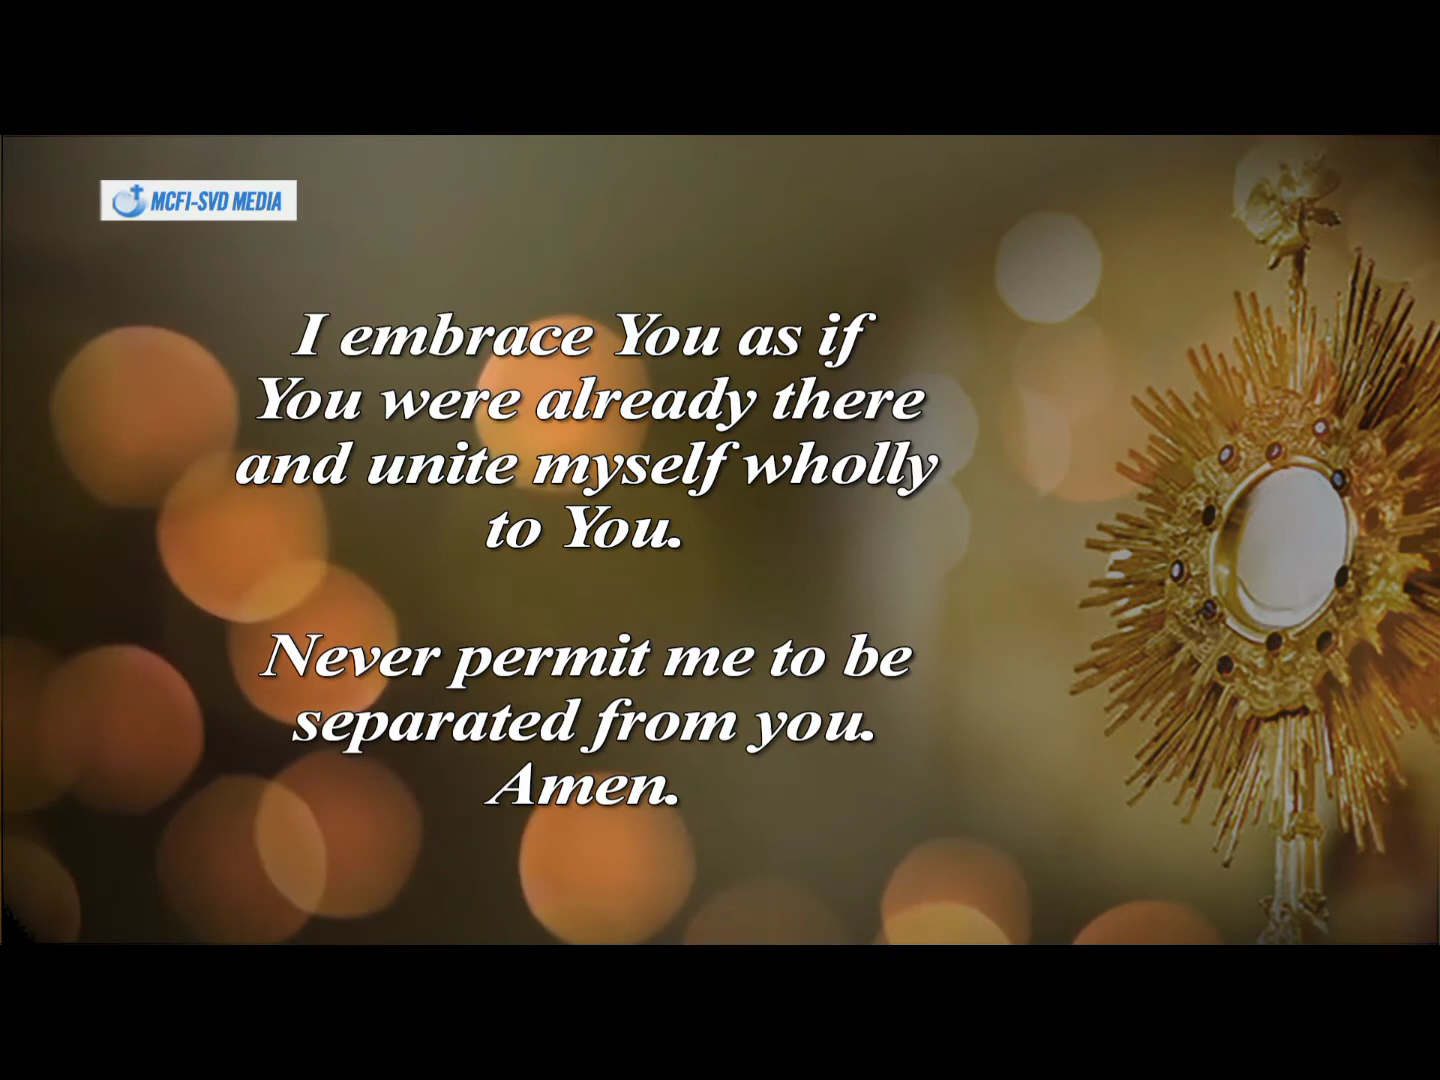 MCFI-SVD MEDIA
I embrace You as if
You were already there
and unite myself wholly
to You.
Never permit me to be
separated from you.
Amen.